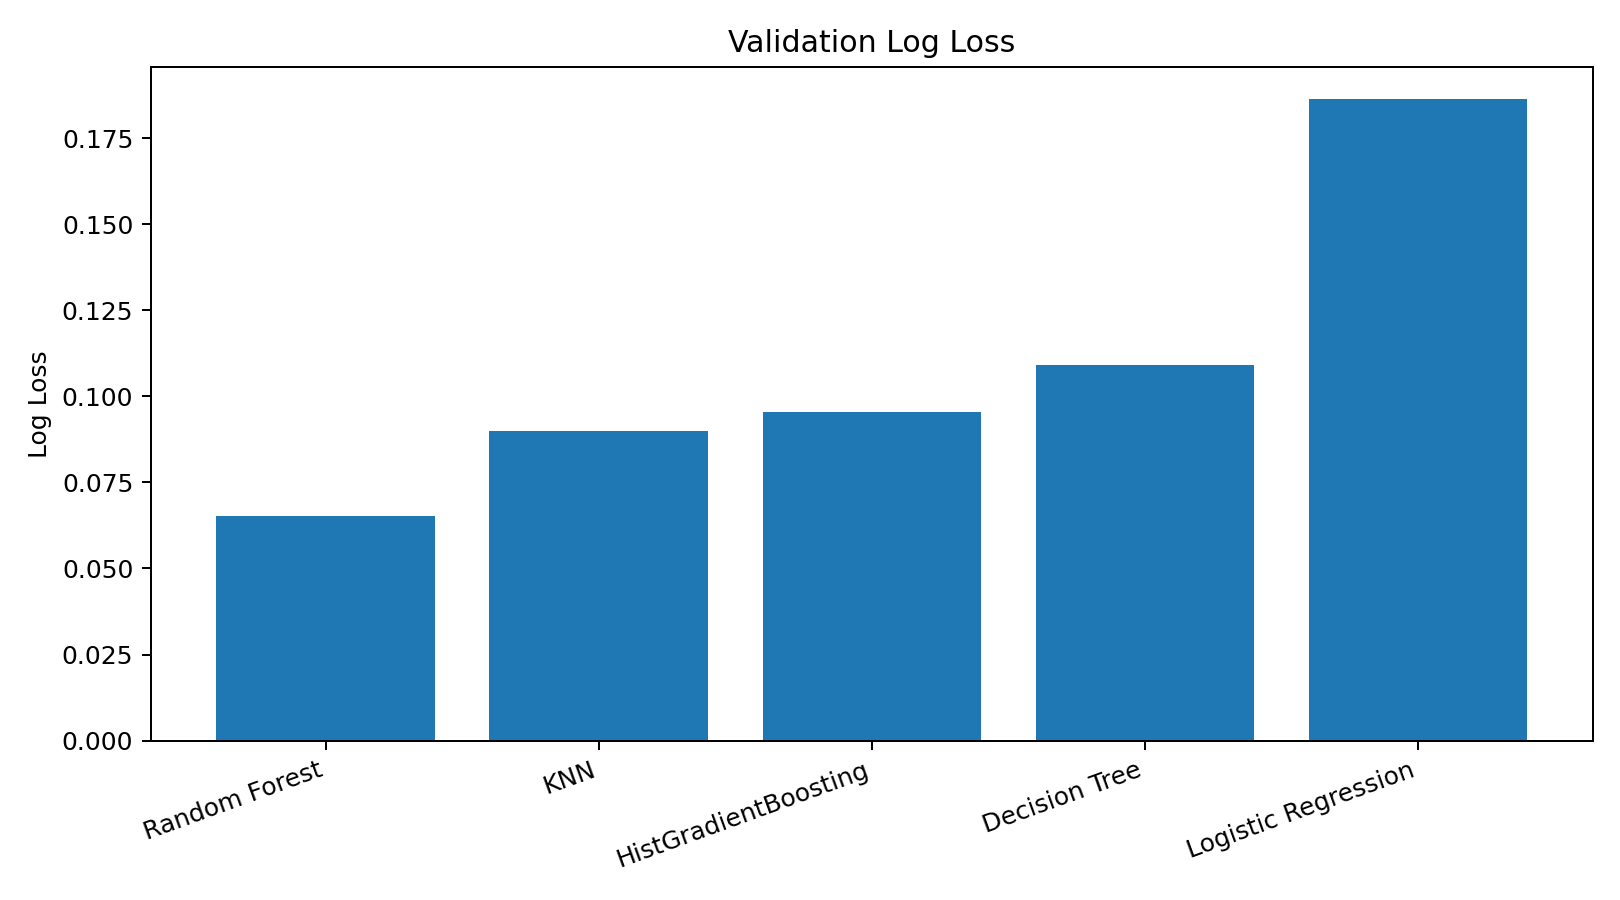 Validation Log Loss
Log Loss
0.175
0.150
0.125
0.100
0.075
0.050
0.025
0.000
Random Forest
KNN
HistGradientBoosting
Decision Tree
Logistic Regression